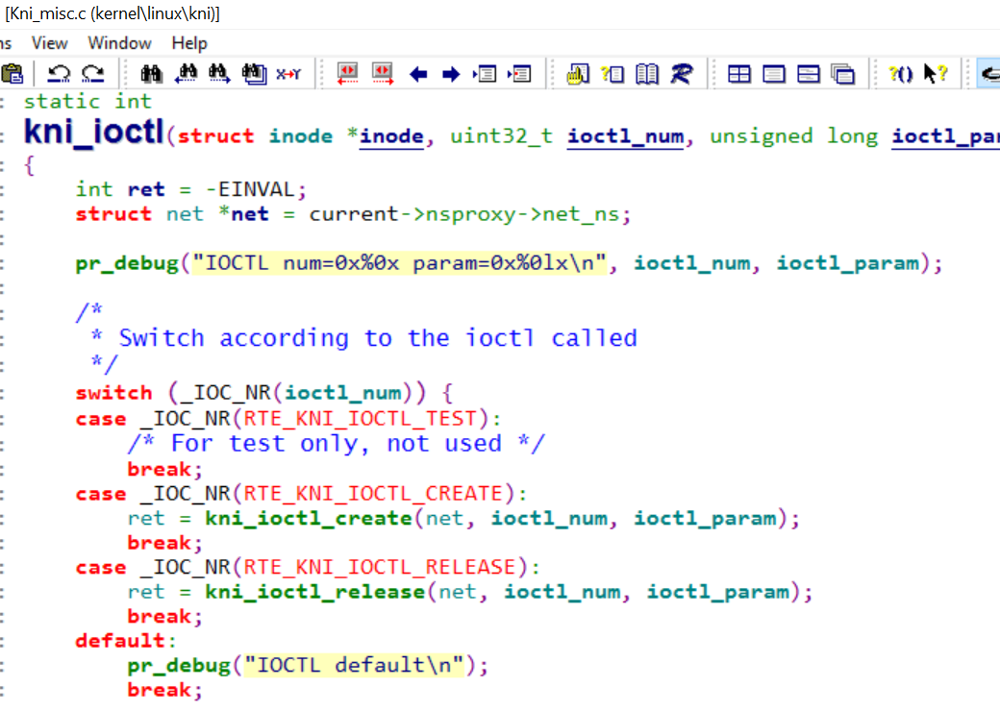 [Kni_misc.c (kernel\linux\kni)]
View Window Help
static int
kni_ioctl(struct inode *inode, uint32_t ioctl_num, unsigned long
{
int ret = -EINVAL;
struct net *net = current->nsproxy->net_ns;
pr_debug("IOCTL num=0x%0x param=0x%0lx\n", ioctl_num, ioctl_param);
/*
* Switch according to the ioctl called
*/
switch (_IOC_NR(ioctl_num)) {
case _IOC_NR(RTE_KNI_IOCTL_TEST):
/* For test only, not used */
break;
case _IOC_NR(RTE_KNI_IOCTL_CREATE):
ret = kni_ioctl_create(net, ioctl_num, ioctl_param);
break;
case _IOC_NR(RTE_KNI_IOCTL_RELEASE):
ret = kni_ioctl_release(net, ioctl_num, ioctl_param);
break;
default:
pr_debug("IOCTL default\n");
break;